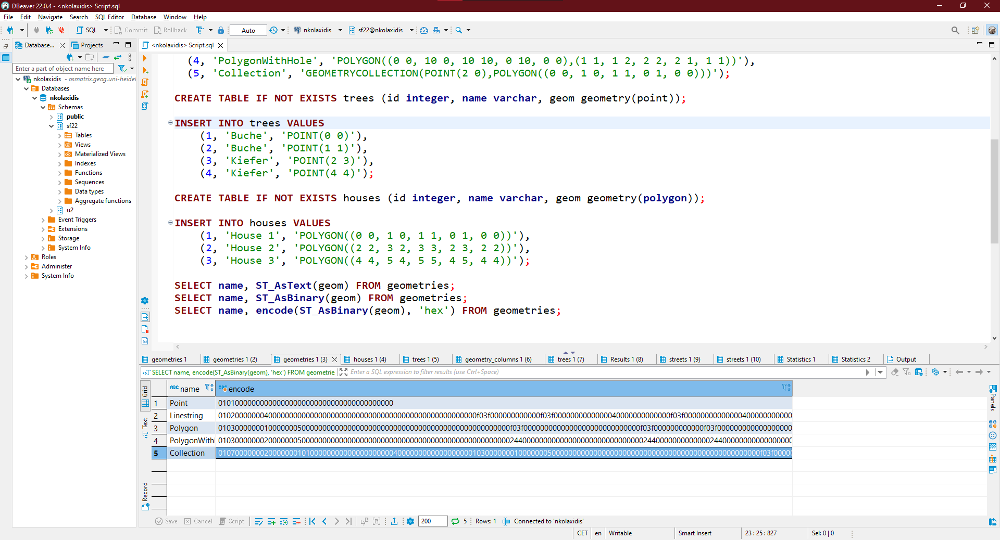 DBeaver 22.0.4 - <nkolaxidis> Script.sql
File Edit Navigate Search SQL Editor Database Window Help
SQL Commit Rollback Auto nkolaxidis sf22@nkolaxidis
Database... Projects
<nkolaxidis> Script.sql
Enter a part of object name here
nkolaxidis - osmatrix.geog.uni-heidel
Databases
nkolaxidis
Schemas
public
sf22
Tables
Views
Materialized Views
Indexes
Functions
Sequences
Data types
Aggregate functions
u2
Event Triggers
Extensions
Storage
System Info
Roles
Administer
System Info
(4, 'PolygonWithHole', 'POLYGON((0 0, 10 0, 10 10, 0 10, 0 0),(1 1, 1 2, 2 2, 2 1, 1 1))'),
(5, 'Collection', 'GEOMETRYCOLLECTION(POINT(2 0),POLYGON((0 0, 1 0, 1 1, 0 1, 0 0)))');
CREATE TABLE IF NOT EXISTS trees (id integer, name varchar, geom geometry(point));
INSERT INTO trees VALUES
(1, 'Buche', 'POINT(0 0)'),
(2, 'Buche', 'POINT(1 1)'),
(3, 'Kiefer', 'POINT(2 3)'),
(4, 'Kiefer', 'POINT(4 4)');
CREATE TABLE IF NOT EXISTS houses (id integer, name varchar, geom geometry(polygon));
INSERT INTO houses VALUES
(1, 'House 1', 'POLYGON((0 0, 1 0, 1 1, 0 1, 0 0))'),
(2, 'House 2', 'POLYGON((2 2, 3 2, 3 3, 2 3, 2 2))'),
(3, 'House 3', 'POLYGON((4 4, 5 4, 5 5, 4 5, 4 4))');
SELECT name, ST_AsText(geom) FROM geometries;
SELECT name, ST_AsBinary(geom) FROM geometries;
SELECT name, encode(ST_AsBinary(geom), 'hex') FROM geometries;
geometries 1 geometries 1 (2) geometries 1 (3) houses 1 (4) trees 1 (5) geometry_columns 1 (6) trees 1 (7) Results 1 (8) streets 1 (9) streets 1 (10) Statistics 1 Statistics 2 Output
SELECT name, encode(ST_AsBinary(geom), 'hex') FROM geometrie Enter a SQL expression to filter results (use Ctrl+Space)
Grid
Text
Record
Panels
ABC name ABC encode
1 Point
2 Linestring
3 Polygon
4 PolygonWith
5 Collection
Save Cancel Script 200 5 Rows: 1 Connected to 'nkolaxidis'
CET en Writable Smart Insert 23 : 25 : 827 Sel: 0 | 0